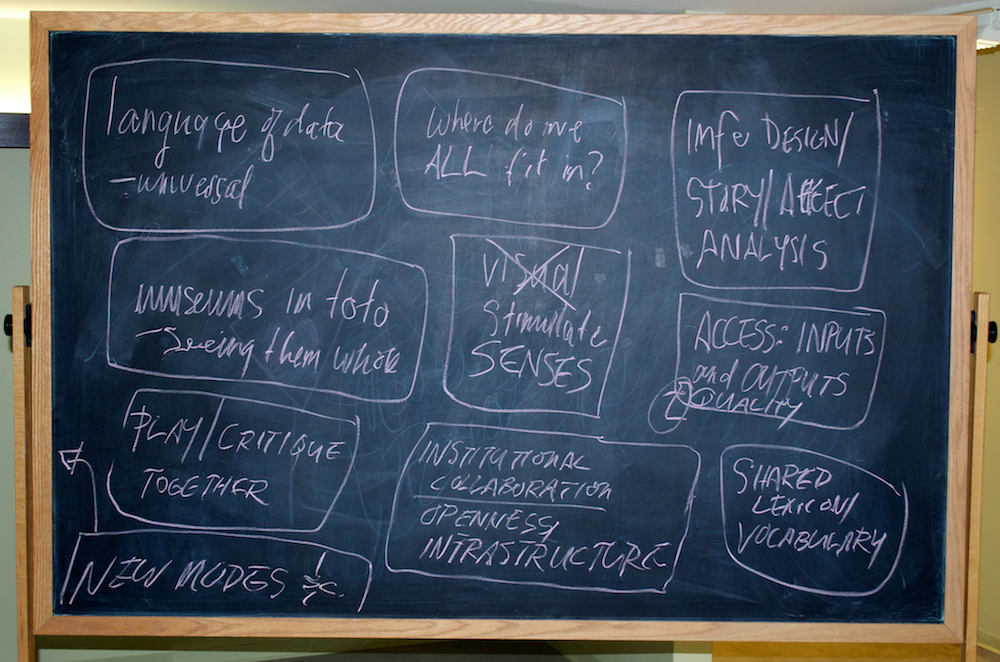 language of data
- universal
Where do we
ALL fit in?
Info DESIGN/
STORY/AFFECT
ANALYSIS
museums in toto
- Seeing them whole
visual
Stimulate
SENSES
ACCESS: INPUTS
and OUTPUTS
QUALITY
PLAY/CRITIQUE
TOGETHER
INSTITUTIONAL
COLLABORATION
OPENNESS/
INFRASTRUCTURE
SHARED
LEXICON/
VOCABULARY
NEW MODES